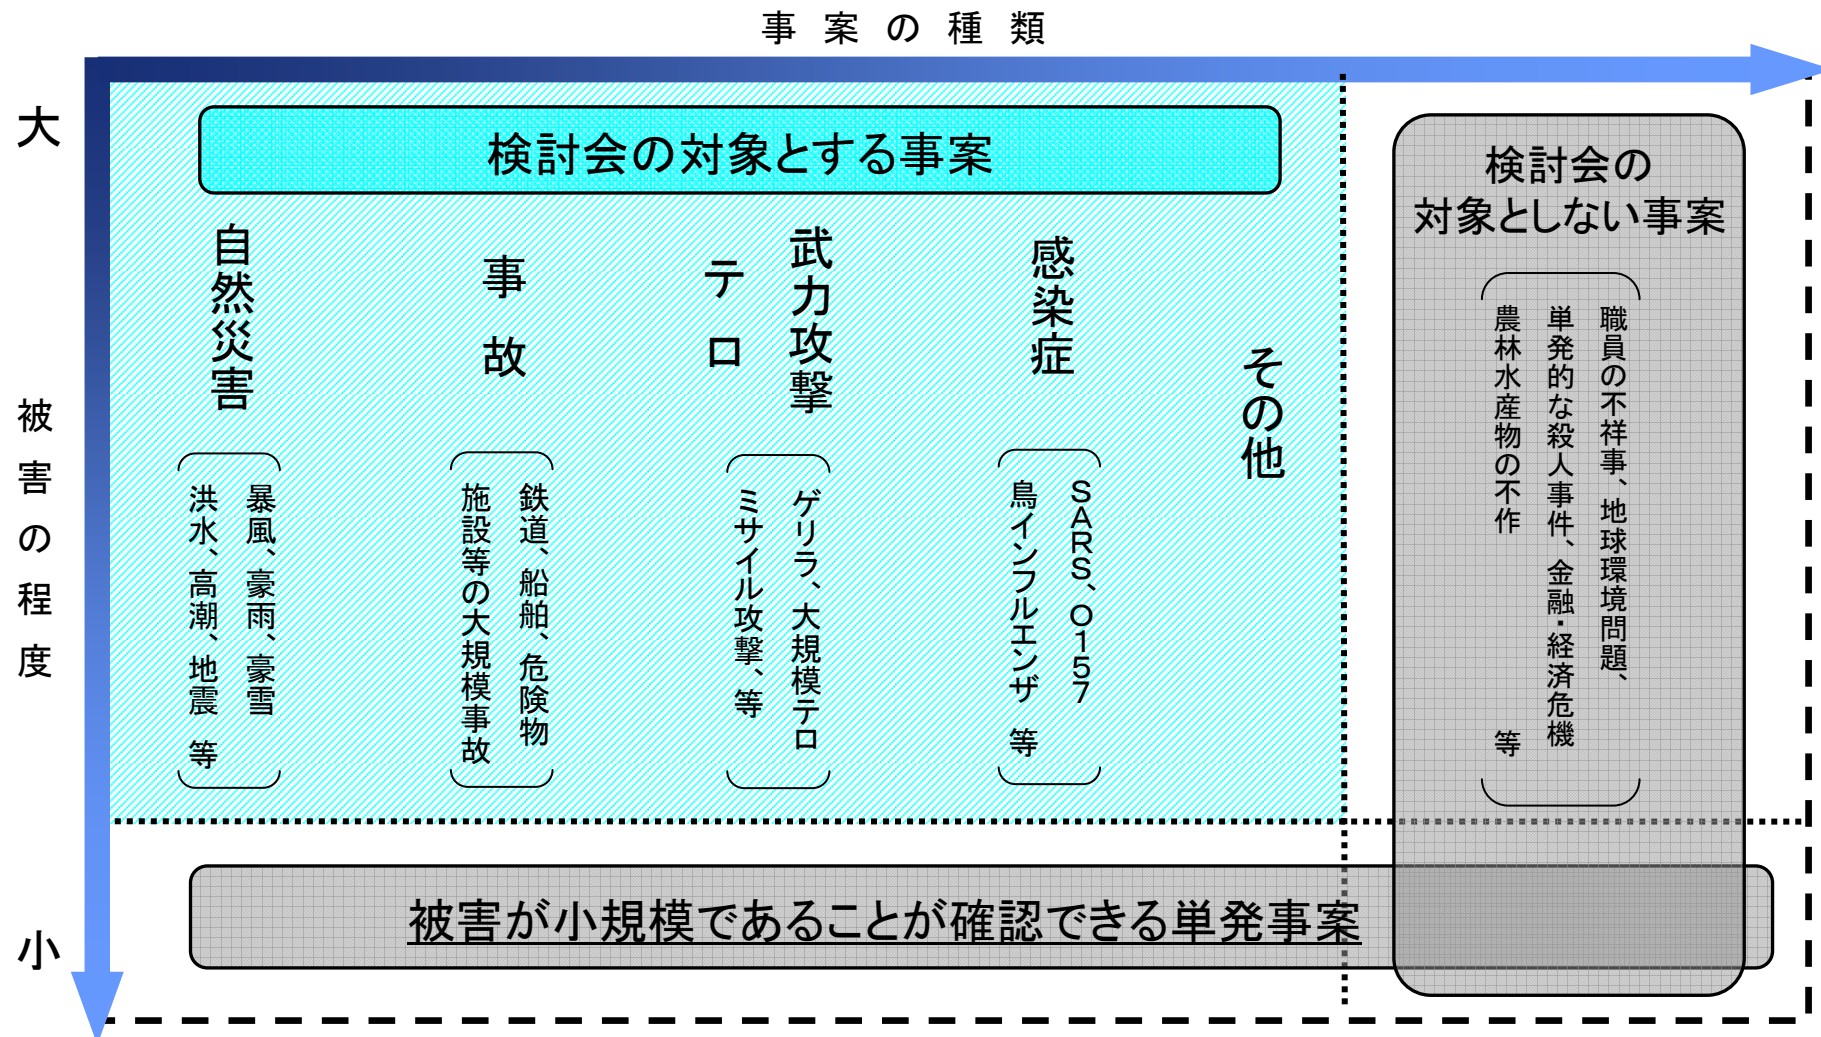 事案の種類
大
被害の程度
小
検討会の対象とする事案
自然災害
暴風、豪雨、豪雪
洪水、高潮、地震　等
事故
鉄道、船舶、危険物
施設等の大規模事故
武力攻撃
テロ
ゲリラ、大規模テロ
ミサイル攻撃、等
感染症
ＳＡＲＳ、Ｏ１５７
鳥インフルエンザ　等
その他
検討会の
対象としない事案
職員の不祥事、地球環境問題、
単発的な殺人事件、金融・経済危機
農林水産物の不作　等
被害が小規模であることが確認できる単発事案